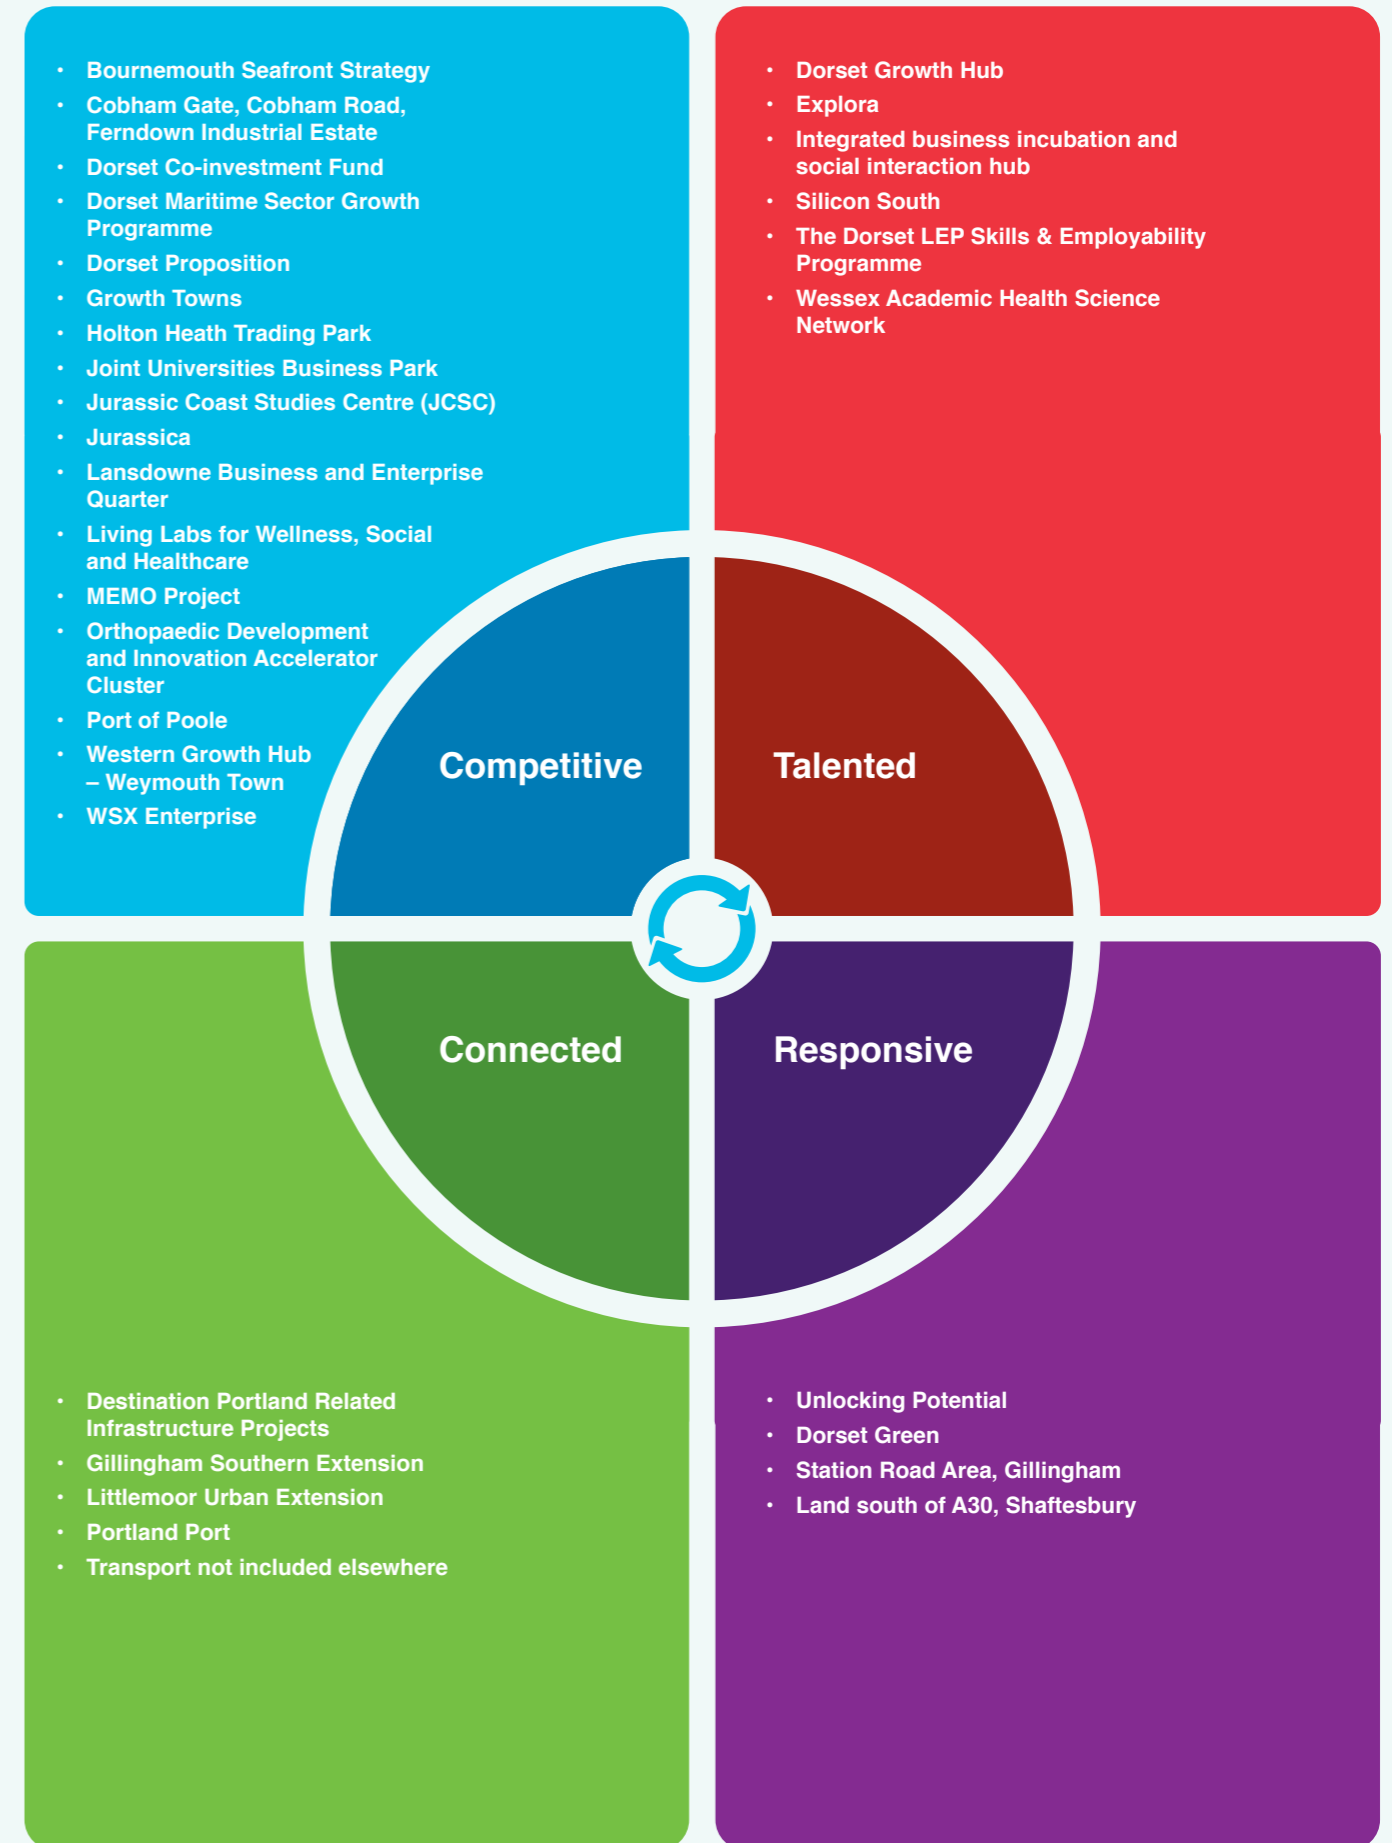 • Bournemouth Seafront Strategy
• Cobham Gate, Cobham Road,
Ferndown Industrial Estate
• Dorset Co-investment Fund
• Dorset Maritime Sector Growth
Programme
• Dorset Proposition
• Growth Towns
• Holton Heath Trading Park
• Joint Universities Business Park
• Jurassic Coast Studies Centre (JCSC)
• Jurassica
• Lansdowne Business and Enterprise
Quarter
• Living Labs for Wellness, Social
and Healthcare
• MEMO Project
• Orthopaedic Development
and Innovation Accelerator
Cluster
• Port of Poole
• Western Growth Hub
– Weymouth Town
• WSX Enterprise
• Dorset Growth Hub
• Explora
• Integrated business incubation and
social interaction hub
• Silicon South
• The Dorset LEP Skills & Employability
Programme
• Wessex Academic Health Science
Network
Competitive
Talented
Connected
Responsive
• Destination Portland Related
Infrastructure Projects
• Gillingham Southern Extension
• Littlemoor Urban Extension
• Portland Port
• Transport not included elsewhere
• Unlocking Potential
• Dorset Green
• Station Road Area, Gillingham
• Land south of A30, Shaftesbury